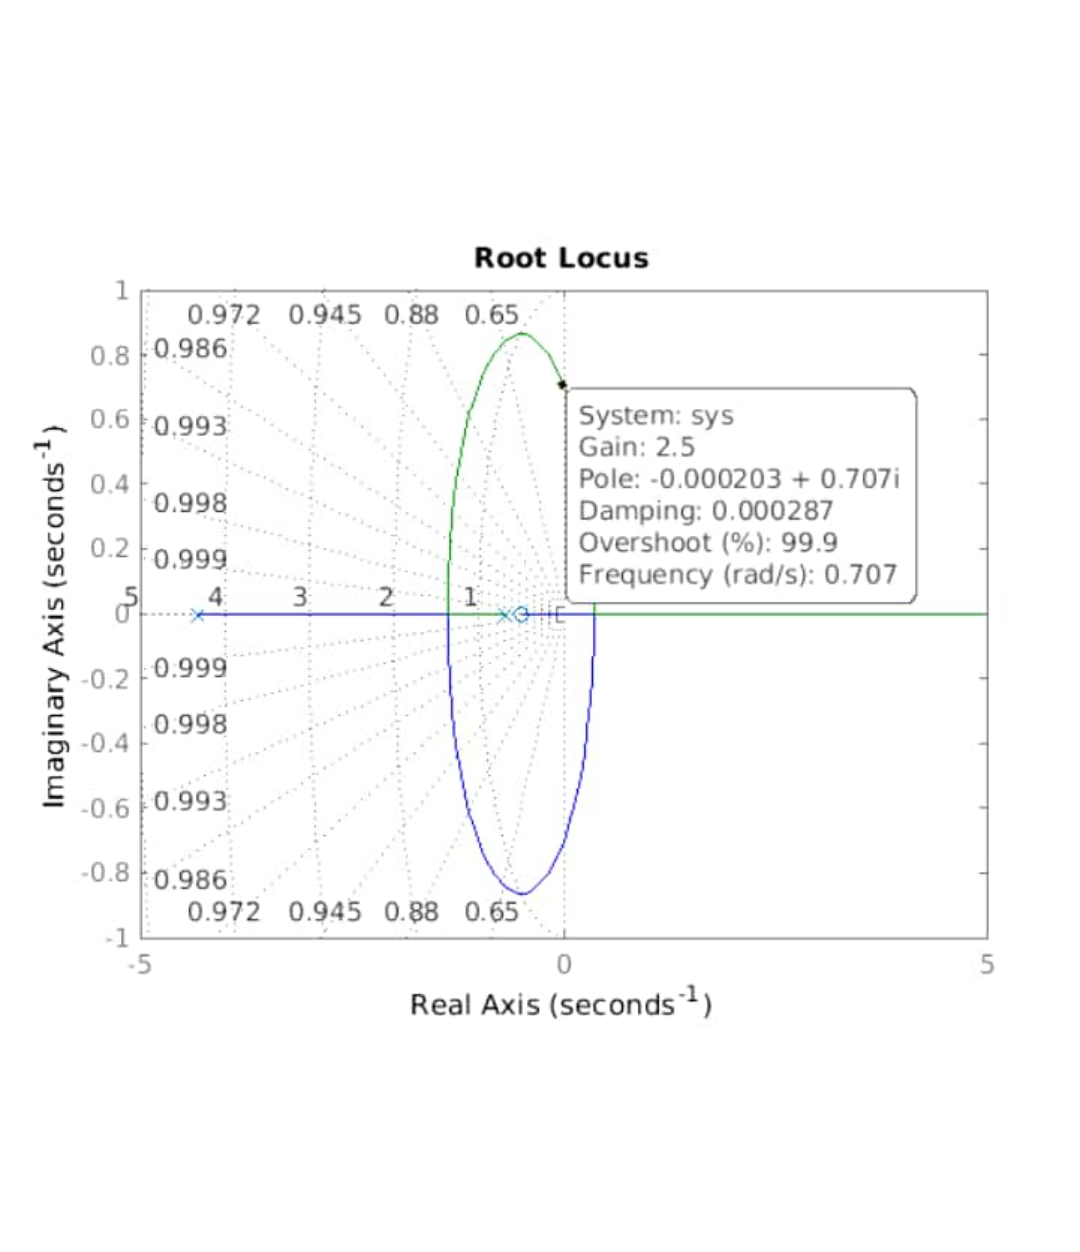 Root Locus
1
0.972 0.945 0.88 0.65
0.986
0.8
0.993
0.6
0.998
0.4
0.999
0.2
System: sys
Gain: 2.5
Pole: -0.000203 + 0.707i
Damping: 0.000287
Overshoot (%): 99.9
Frequency (rad/s): 0.707
5 4 3 2 1
0
0.999
-0.2
0.998
-0.4
0.993
-0.6
0.986
-0.8
0.972 0.945 0.88 0.65
-1
-5 0 5
Imaginary Axis (seconds-1)
Real Axis (seconds-1)